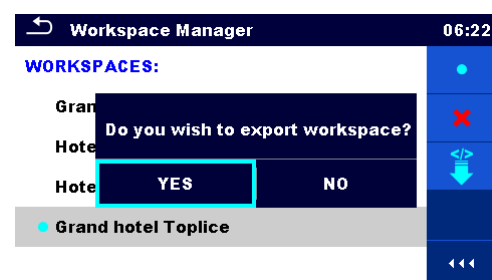 Workspace Manager 06:22
WORKSPACES:
Gran
Do you wish to export workspace?
Hote
Hote
YES NO
Grand hotel Toplice